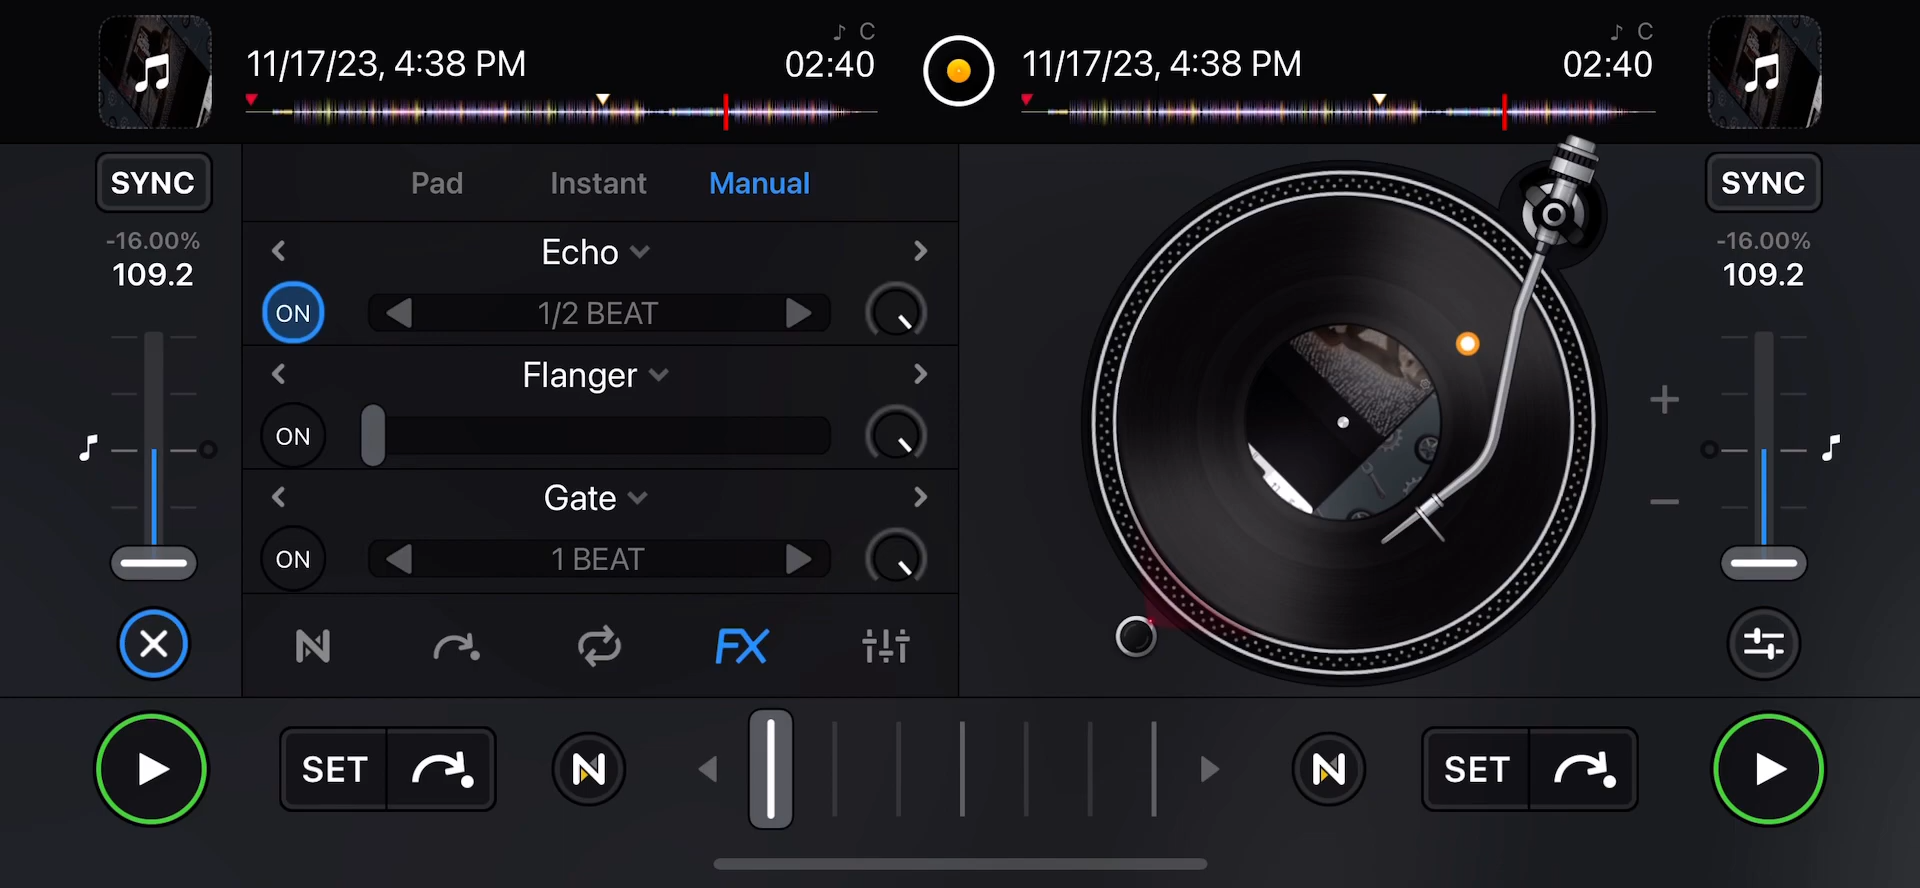 ♪ C
♪ C
11/17/23, 4:38 PM
02:40
11/17/23, 4:38 PM
02:40
SYNC
Pad
Instant
Manual
SYNC
-16.00%
109.2
Echo
-16.00%
109.2
ON
1/2 BEAT
Flanger
ON
Gate
ON
1 BEAT
N
FX
SET
N
N
SET